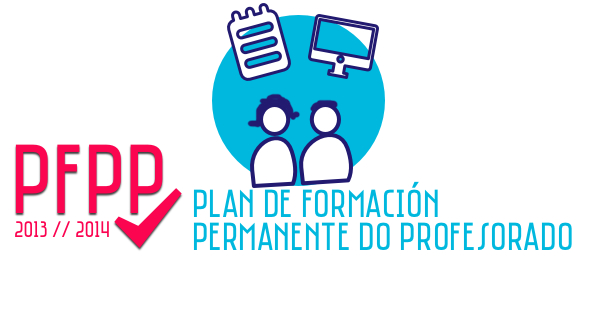 PFPP
2013 // 2014
PLAN DE FORMACIÓN
PERMANENTE DO PROFESORADO